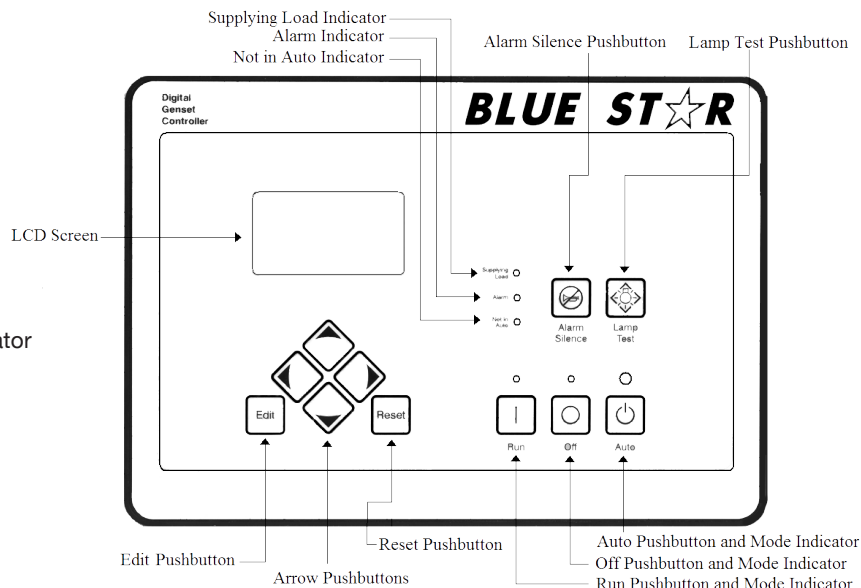 Supplying Load Indicator
Alarm Indicator
Not in Auto Indicator
Alarm Silence Pushbutton
Lamp Test Pushbutton
Digital
Genset
Controller
BLUE ST☆R
LCD Screen
Supplying
Load
Alarm
Not in
Auto
Alarm
Silence
Lamp
Test
ator
Edit
Reset
Run
Off
Auto
Edit Pushbutton
Arrow Pushbuttons
Reset Pushbutton
Auto Pushbutton and Mode Indicator
Off Pushbutton and Mode Indicator
Run Pushbutton and Mode Indicator